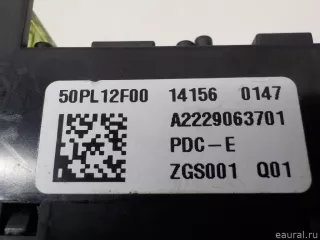 50PL12F00 14156 0147
A2229063701
PDC-E
ZGS001 Q01
eaural.ru